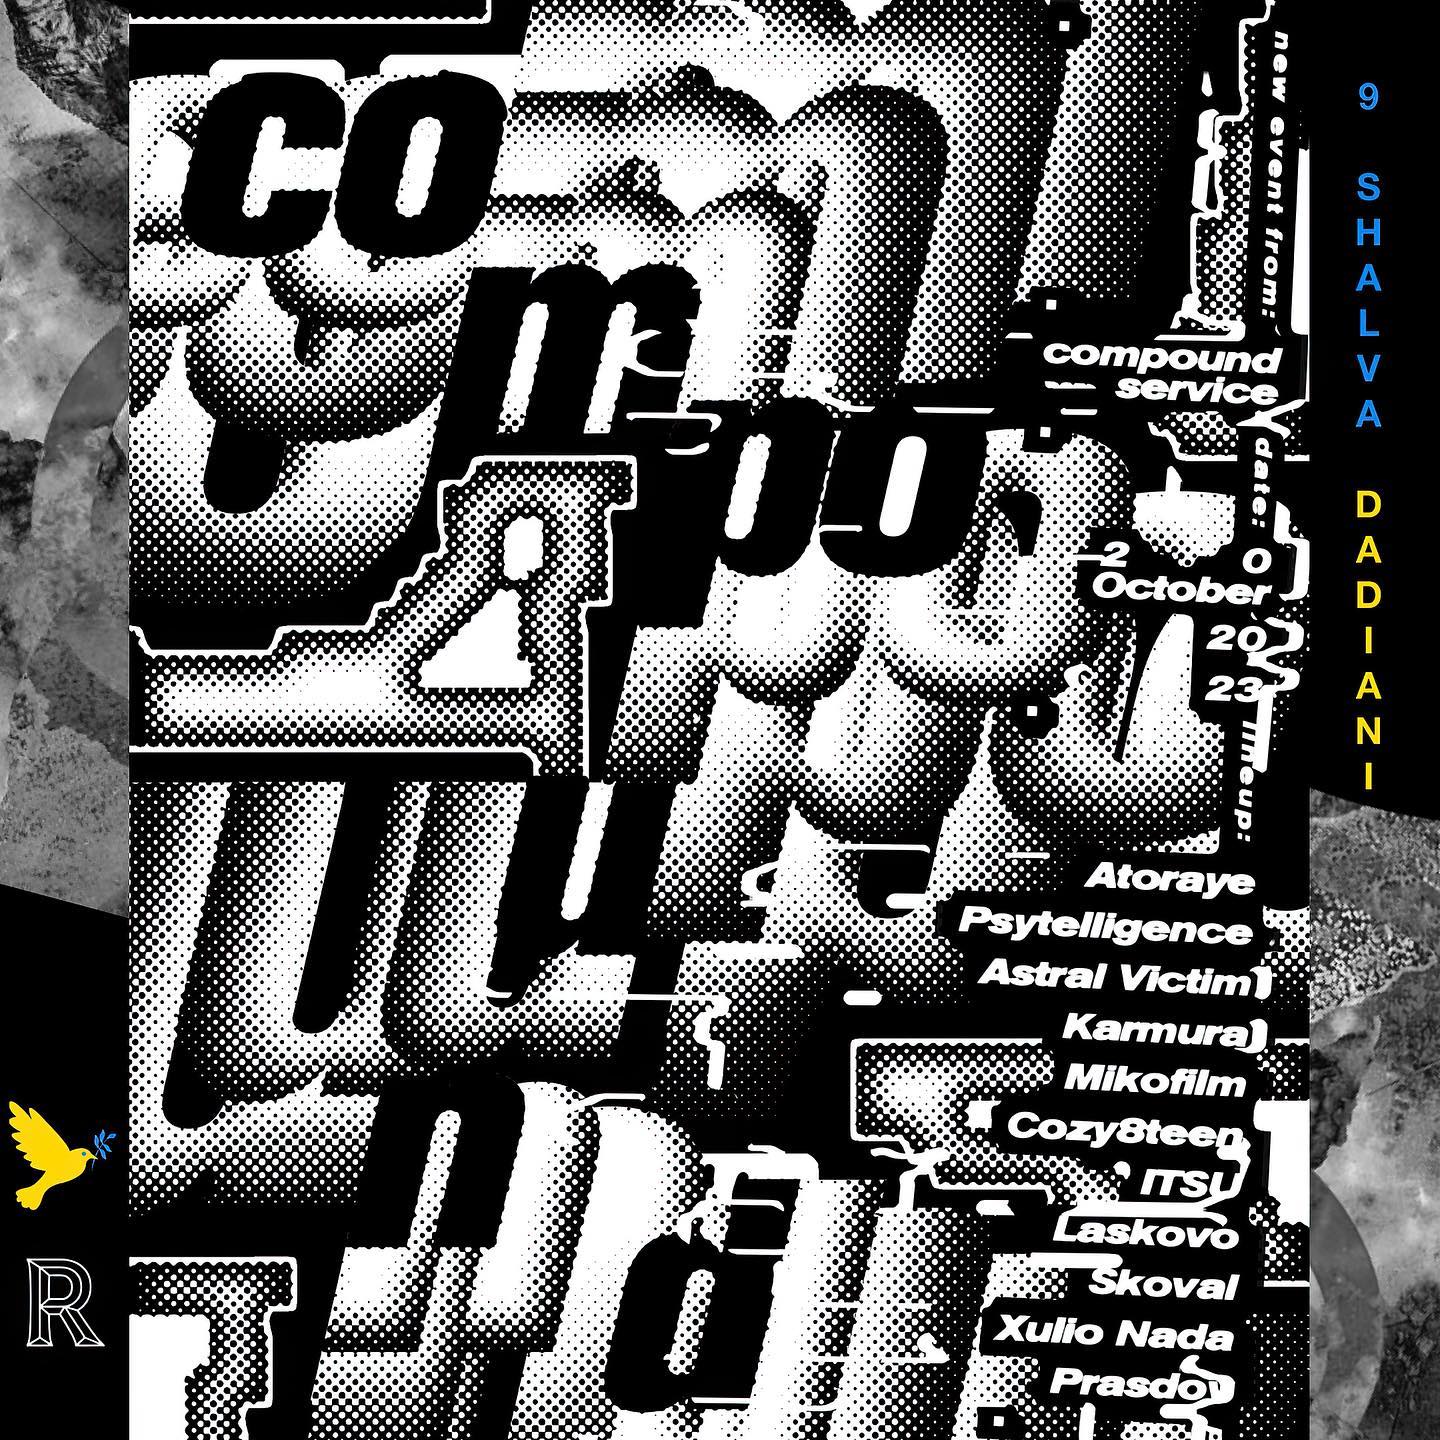 co
m
po
u
n
d
new event from:
compound
service
date:
2 0
October
20
23
lineup:
Atoraye
Psytelligence
Astral Victim
Karmura
Mikofilm
Cozy8teen
ITSU
Laskovo
Skoval
Xulio Nada
Prasdov
9 SHALVA DADIANI
R